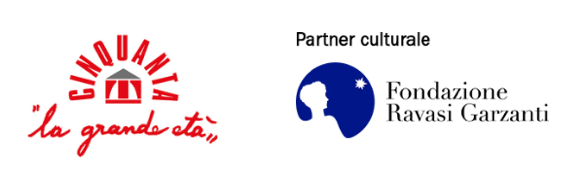 CINQUANTA
"la grande età"
Partner culturale
Fondazione
Ravasi Garzanti